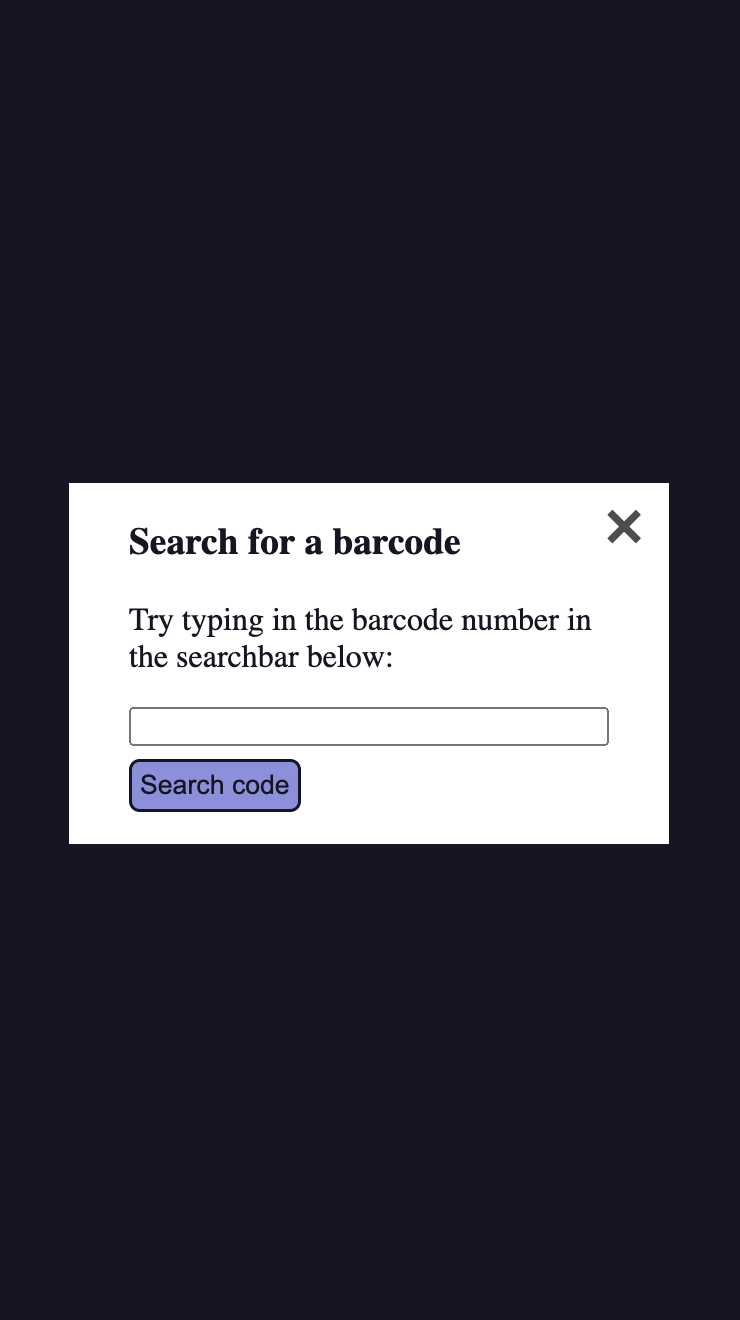 Search for a barcode
Try typing in the barcode number in
the searchbar below:
Search code